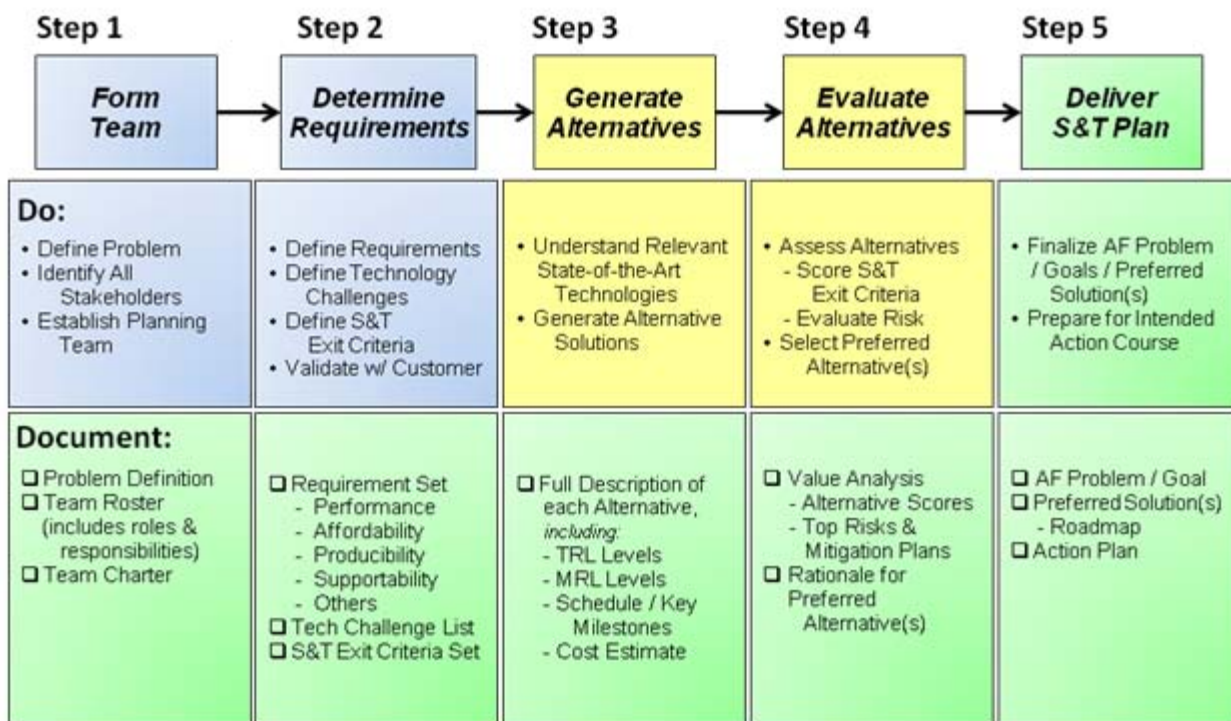 Step 1
Step 2
Step 3
Step 4
Step 5
Form
Team
Determine
Requirements
Generate
Alternatives
Evaluate
Alternatives
Deliver
S&T Plan
Do:
• Define Problem
• Identify All
Stakeholders
• Establish Planning
Team
• Define Requirements
• Define Technology
Challenges
• Define S&T
Exit Criteria
• Validate w/ Customer
• Understand Relevant
State-of-the-Art
Technologies
• Generate Alternative
Solutions
• Assess Alternatives
- Score S&T
Exit Criteria
- Evaluate Risk
• Select Preferred
Alternative(s)
• Finalize AF Problem
/ Goals / Preferred
Solution(s)
• Prepare for Intended
Action Course
Document:
❑ Problem Definition
❑ Team Roster
(includes roles &
responsibilities)
❑ Team Charter
❑ Requirement Set
- Performance
- Affordability
- Producibility
- Supportability
- Others
❑ Tech Challenge List
❑ S&T Exit Criteria Set
❑ Full Description of
each Alternative,
including:
- TRL Levels
- MRL Levels
- Schedule / Key
Milestones
- Cost Estimate
❑ Value Analysis
- Alternative Scores
- Top Risks &
Mitigation Plans
❑ Rationale for
Preferred
Alternative(s)
❑ AF Problem / Goal
❑ Preferred Solution(s)
- Roadmap
❑ Action Plan